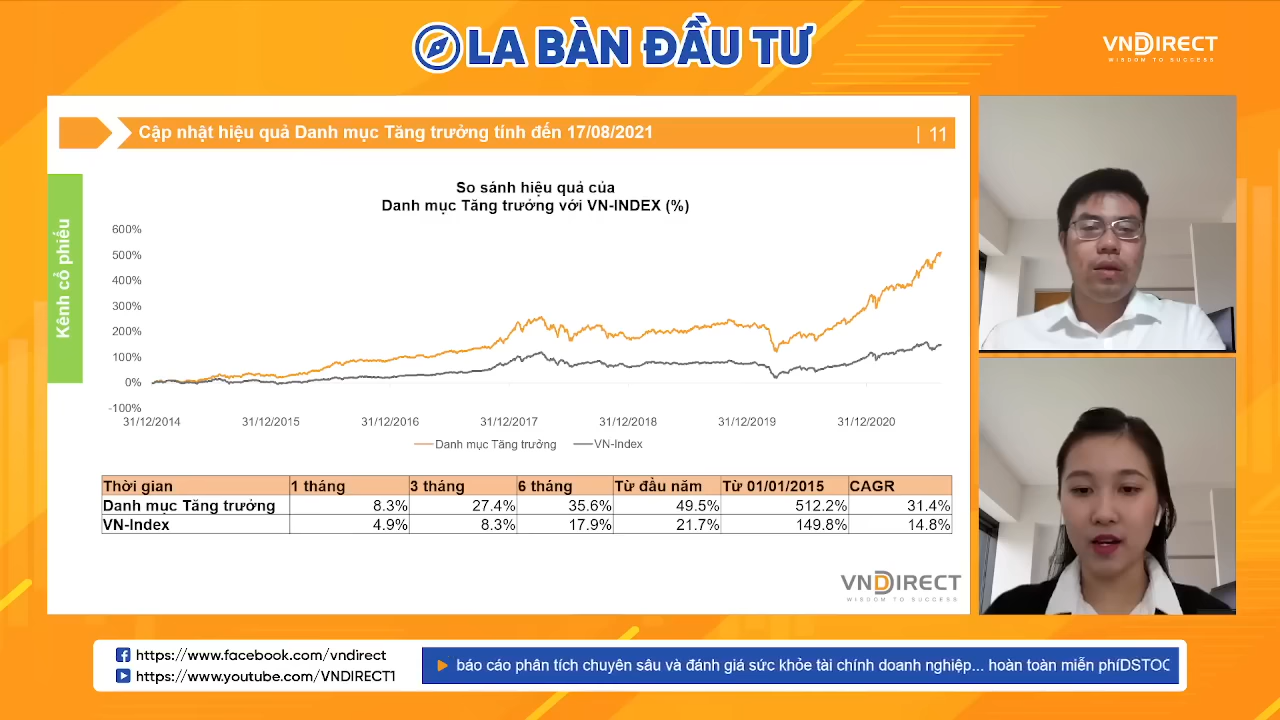 LA BÀN ĐẦU TƯ
VNDIRECT
WISDOM TO SUCCESS
Cập nhật hiệu quả Danh mục Tăng trưởng tính đến 17/08/2021
| 11
Kênh cổ phiếu
So sánh hiệu quả của
Danh mục Tăng trưởng với VN-INDEX (%)
600%
500%
400%
300%
200%
100%
0%
-100%
31/12/2014 31/12/2015 31/12/2016 31/12/2017 31/12/2018 31/12/2019 31/12/2020
Danh mục Tăng trưởng VN-Index
Thời gian 1 tháng 3 tháng 6 tháng Từ đầu năm Từ 01/01/2015 CAGR
Danh mục Tăng trưởng 8.3% 27.4% 35.6% 49.5% 512.2% 31.4%
VN-Index 4.9% 8.3% 17.9% 21.7% 149.8% 14.8%
VNDIRECT
WISDOM TO SUCCESS
https://www.facebook.com/vndirect
https://www.youtube.com/VNDIRECT1
báo cáo phân tích chuyên sâu và đánh giá sức khỏe tài chính doanh nghiệp... hoàn toàn miễn phíDSTOC